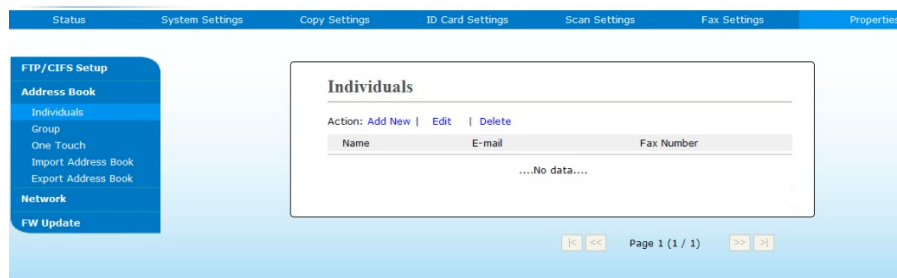 Status System Settings Copy Settings ID Card Settings Scan Settings Fax Settings Properties
FTP/CIFS Setup
Address Book
Individuals
Group
One Touch
Import Address Book
Export Address Book
Network
FW Update
Individuals
Action: Add New | Edit | Delete
Name E-mail Fax Number
....No data....
|< << Page 1 (1 / 1) >> >|